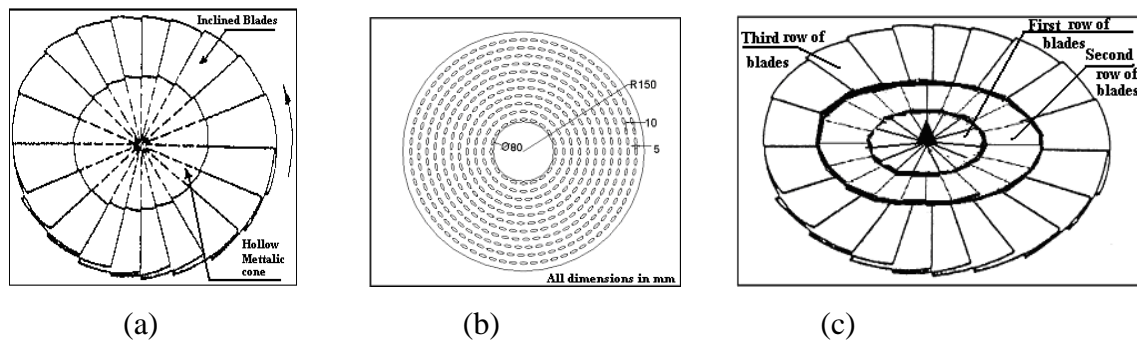 Inclined Blades
Hollow
Mettalic
cone
(a)
R150
10
5
Ø80
All dimensions in mm
(b)
First row of
blades
Third row of
blades
Second
row of
blades
(c)